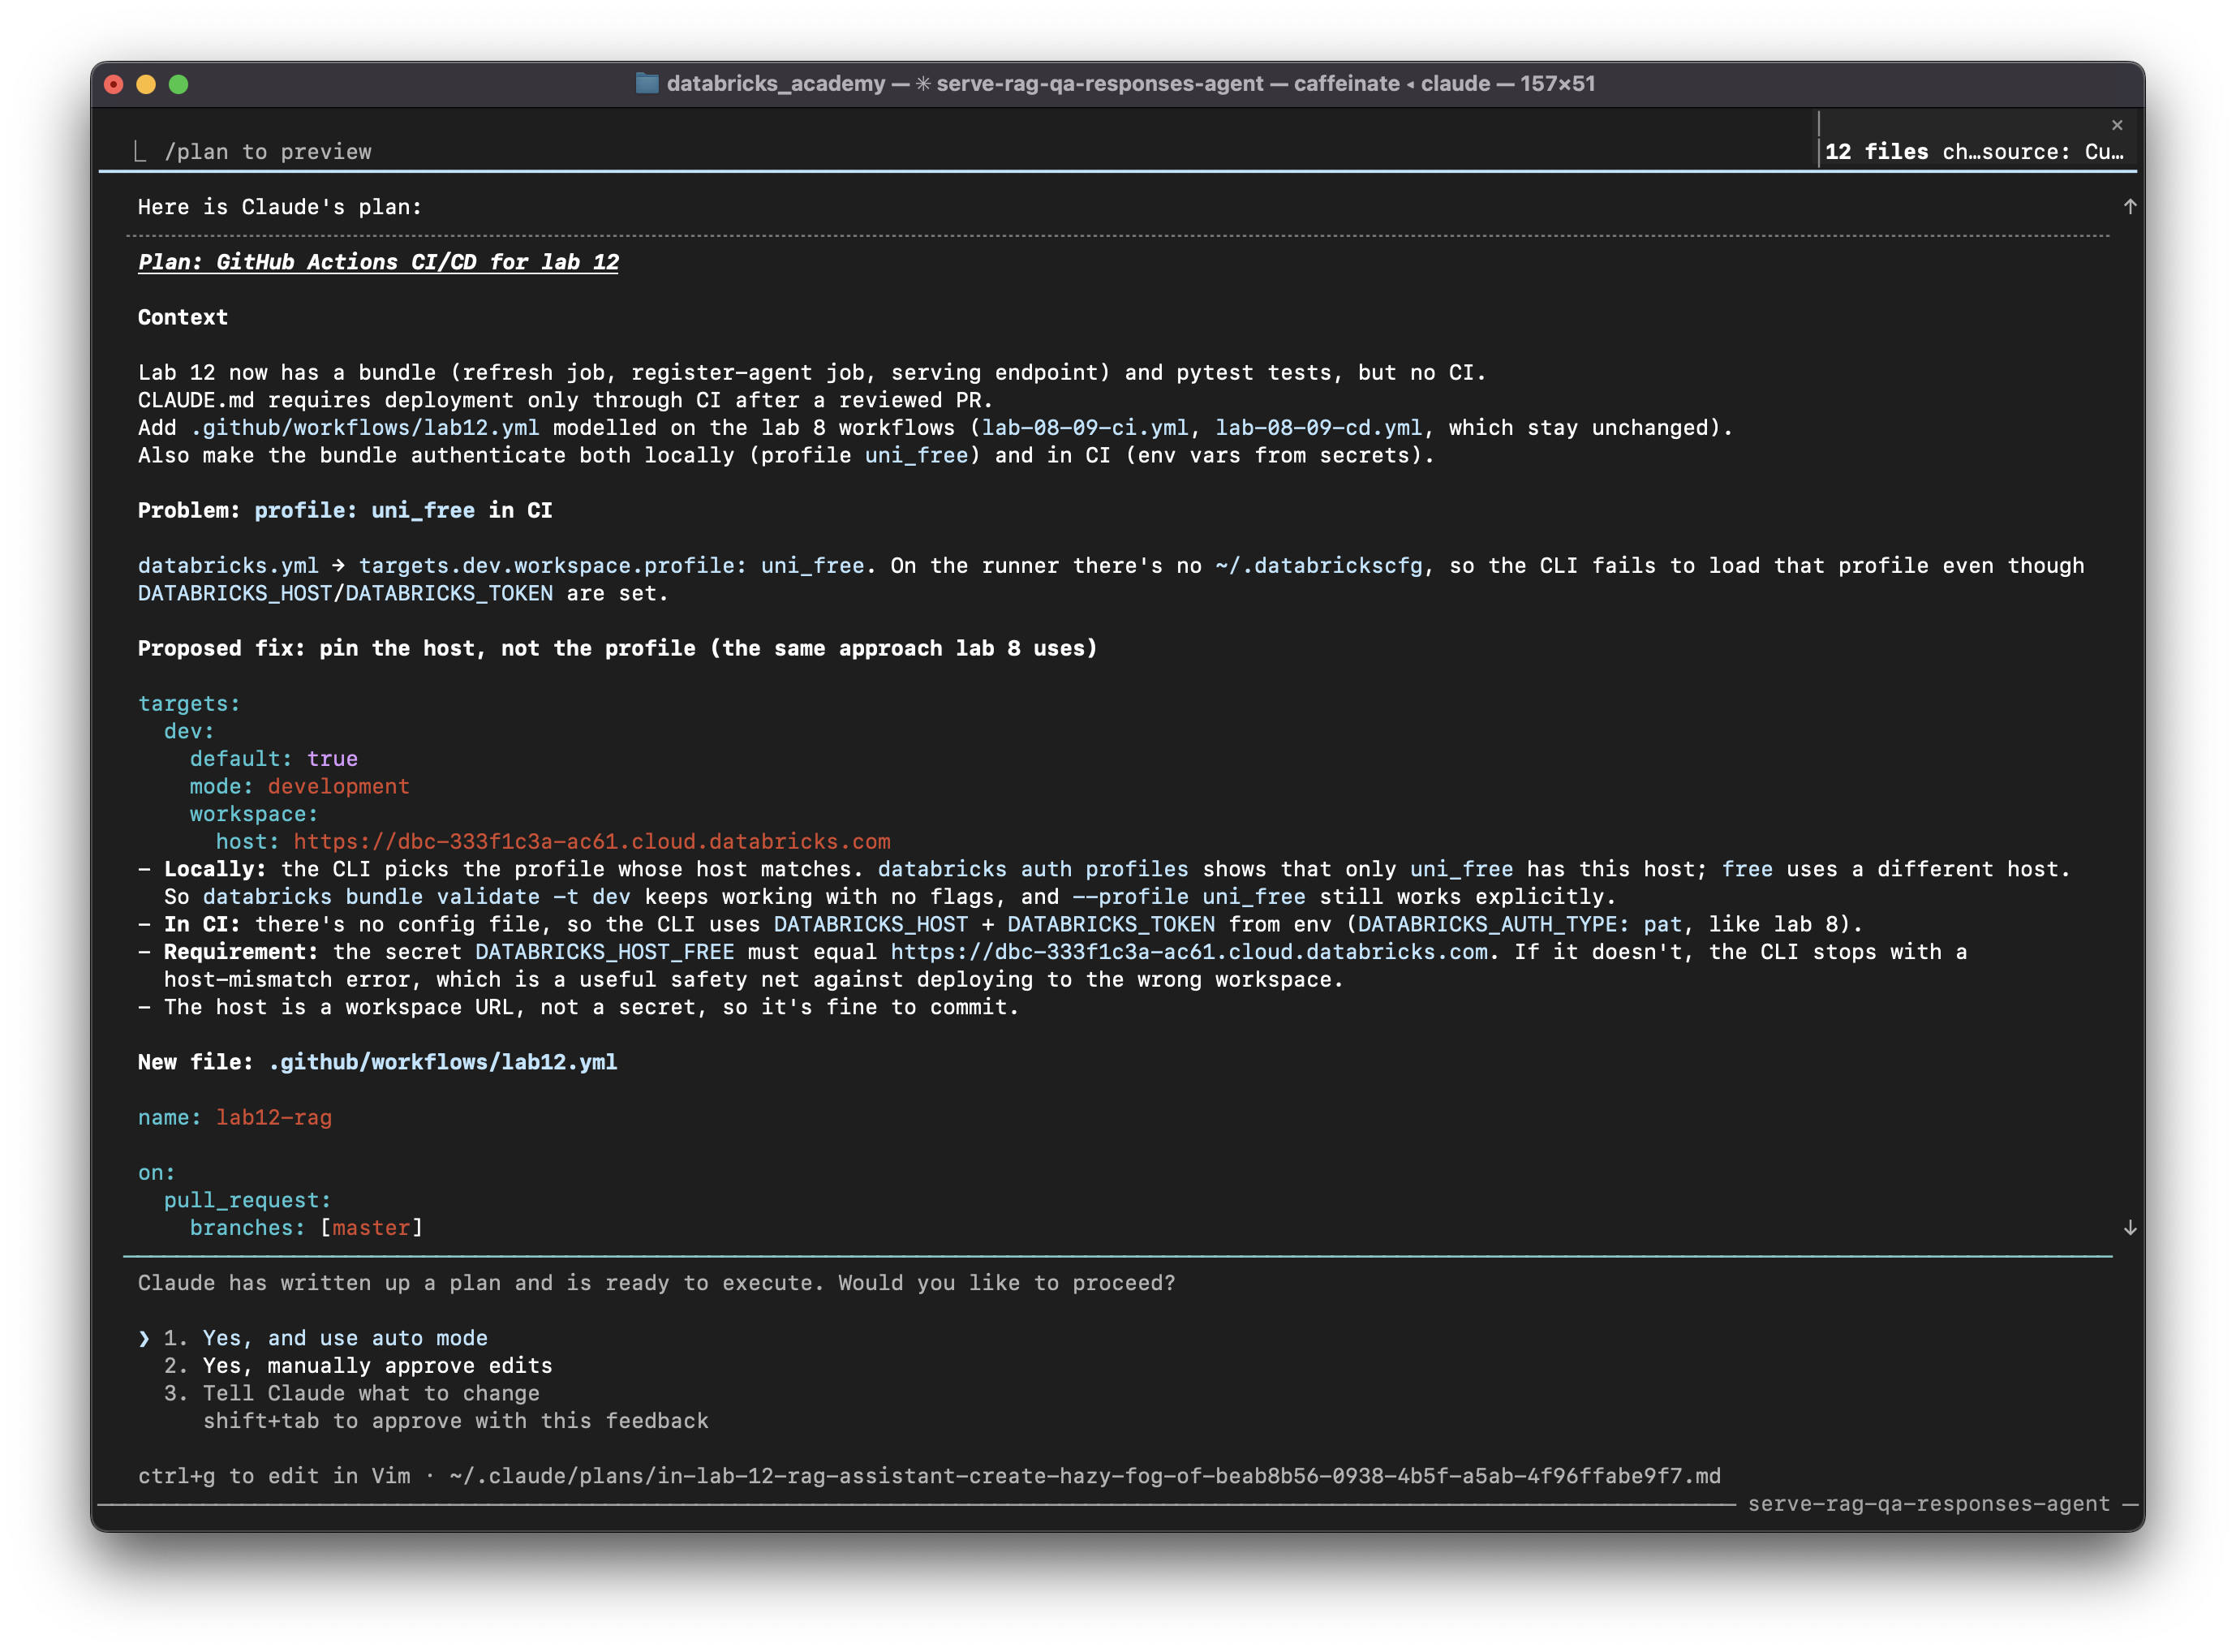 databricks_academy — ✳ serve-rag-qa-responses-agent — caffeinate ◂ claude — 157×51
×
⎿ /plan to preview
12 files ch…source: Cu…
Here is Claude's plan:
↑
Plan: GitHub Actions CI/CD for lab 12
Context
Lab 12 now has a bundle (refresh job, register-agent job, serving endpoint) and pytest tests, but no CI.
CLAUDE.md requires deployment only through CI after a reviewed PR.
Add .github/workflows/lab12.yml modelled on the lab 8 workflows (lab-08-09-ci.yml, lab-08-09-cd.yml, which stay unchanged).
Also make the bundle authenticate both locally (profile uni_free) and in CI (env vars from secrets).
Problem: profile: uni_free in CI
databricks.yml → targets.dev.workspace.profile: uni_free. On the runner there's no ~/.databrickscfg, so the CLI fails to load that profile even though
DATABRICKS_HOST/DATABRICKS_TOKEN are set.
Proposed fix: pin the host, not the profile (the same approach lab 8 uses)
targets:
  dev:
    default: true
    mode: development
    workspace:
      host: https://dbc-333f1c3a-ac61.cloud.databricks.com
- Locally: the CLI picks the profile whose host matches. databricks auth profiles shows that only uni_free has this host; free uses a different host.
  So databricks bundle validate -t dev keeps working with no flags, and --profile uni_free still works explicitly.
- In CI: there's no config file, so the CLI uses DATABRICKS_HOST + DATABRICKS_TOKEN from env (DATABRICKS_AUTH_TYPE: pat, like lab 8).
- Requirement: the secret DATABRICKS_HOST_FREE must equal https://dbc-333f1c3a-ac61.cloud.databricks.com. If it doesn't, the CLI stops with a
  host-mismatch error, which is a useful safety net against deploying to the wrong workspace.
- The host is a workspace URL, not a secret, so it's fine to commit.
New file: .github/workflows/lab12.yml
name: lab12-rag
on:
  pull_request:
    branches: [master]
↓
Claude has written up a plan and is ready to execute. Would you like to proceed?
❯ 1. Yes, and use auto mode
  2. Yes, manually approve edits
  3. Tell Claude what to change
     shift+tab to approve with this feedback
ctrl+g to edit in Vim · ~/.claude/plans/in-lab-12-rag-assistant-create-hazy-fog-of-beab8b56-0938-4b5f-a5ab-4f96ffabe9f7.md
serve-rag-qa-responses-agent